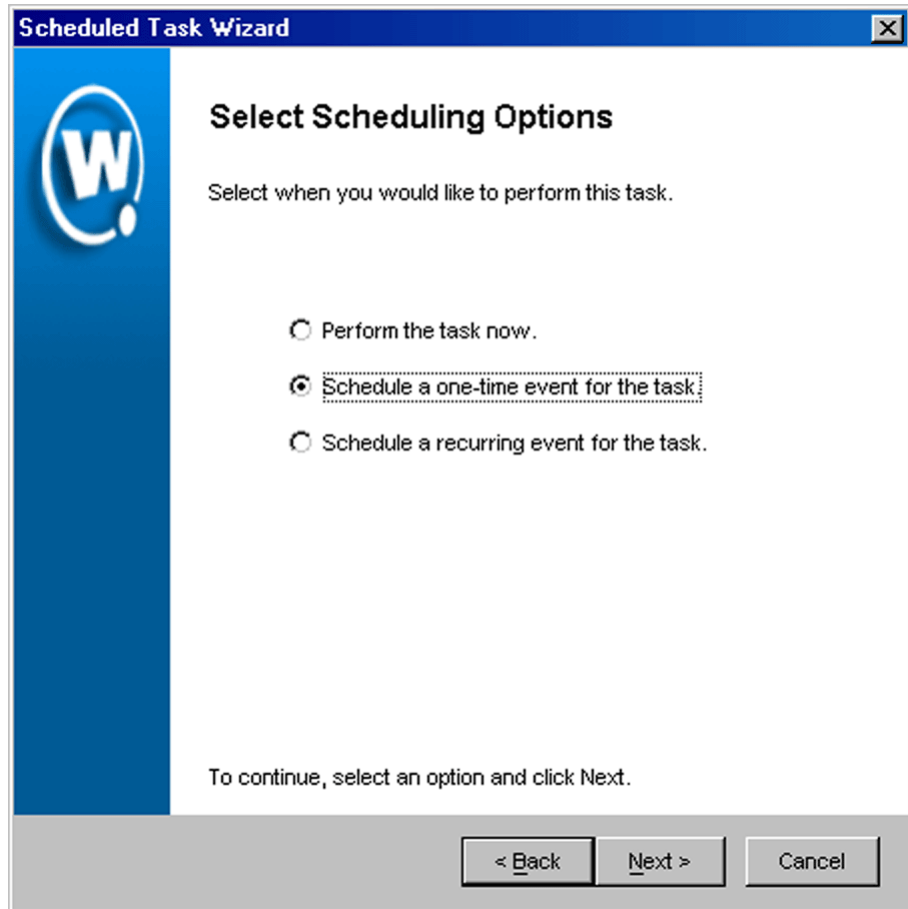 Scheduled Task Wizard
W
Select Scheduling Options
Select when you would like to perform this task.
Perform the task now.
Schedule a one-time event for the task.
Schedule a recurring event for the task.
To continue, select an option and click Next.
< Back Next > Cancel